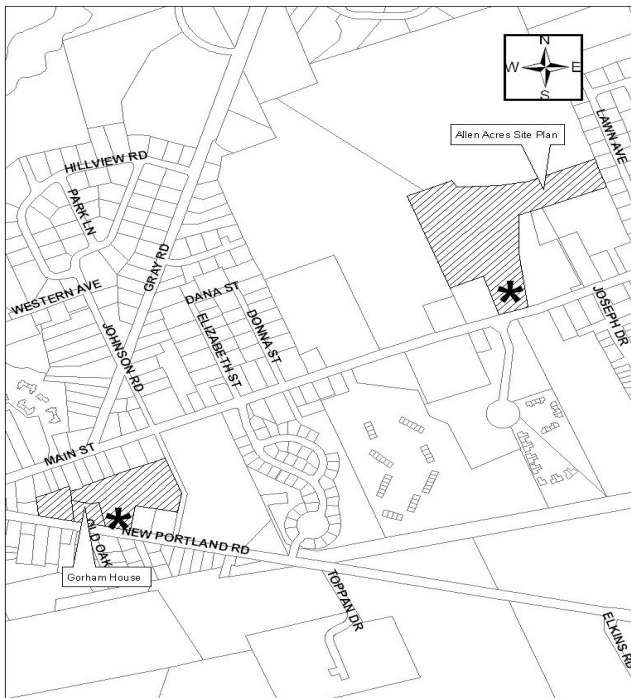 N
W E
S
Allen Acres Site Plan
LAWN AVE
HILLVIEW RD
PARK LN
GRAY RD
WESTERN AVE
DANA ST
JOHNSON RD
ELIZABETH ST
DONNA ST
JOSEPH DR
MAIN ST
*
*
OLD OAK
NEW PORTLAND RD
Gorham House
TOPPAN DR
ELKINS RD